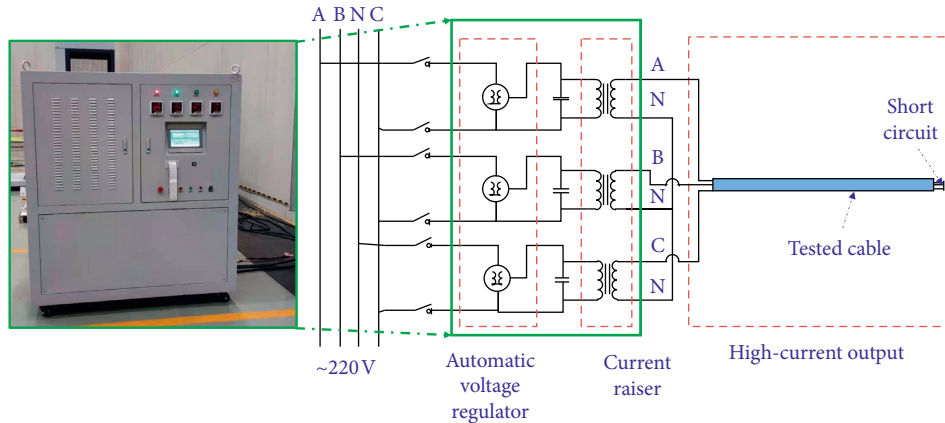 A B N C
A
N
Short
circuit
B
N
Tested cable
C
N
~220 V
Automatic
voltage
regulator
Current
raiser
High-current output